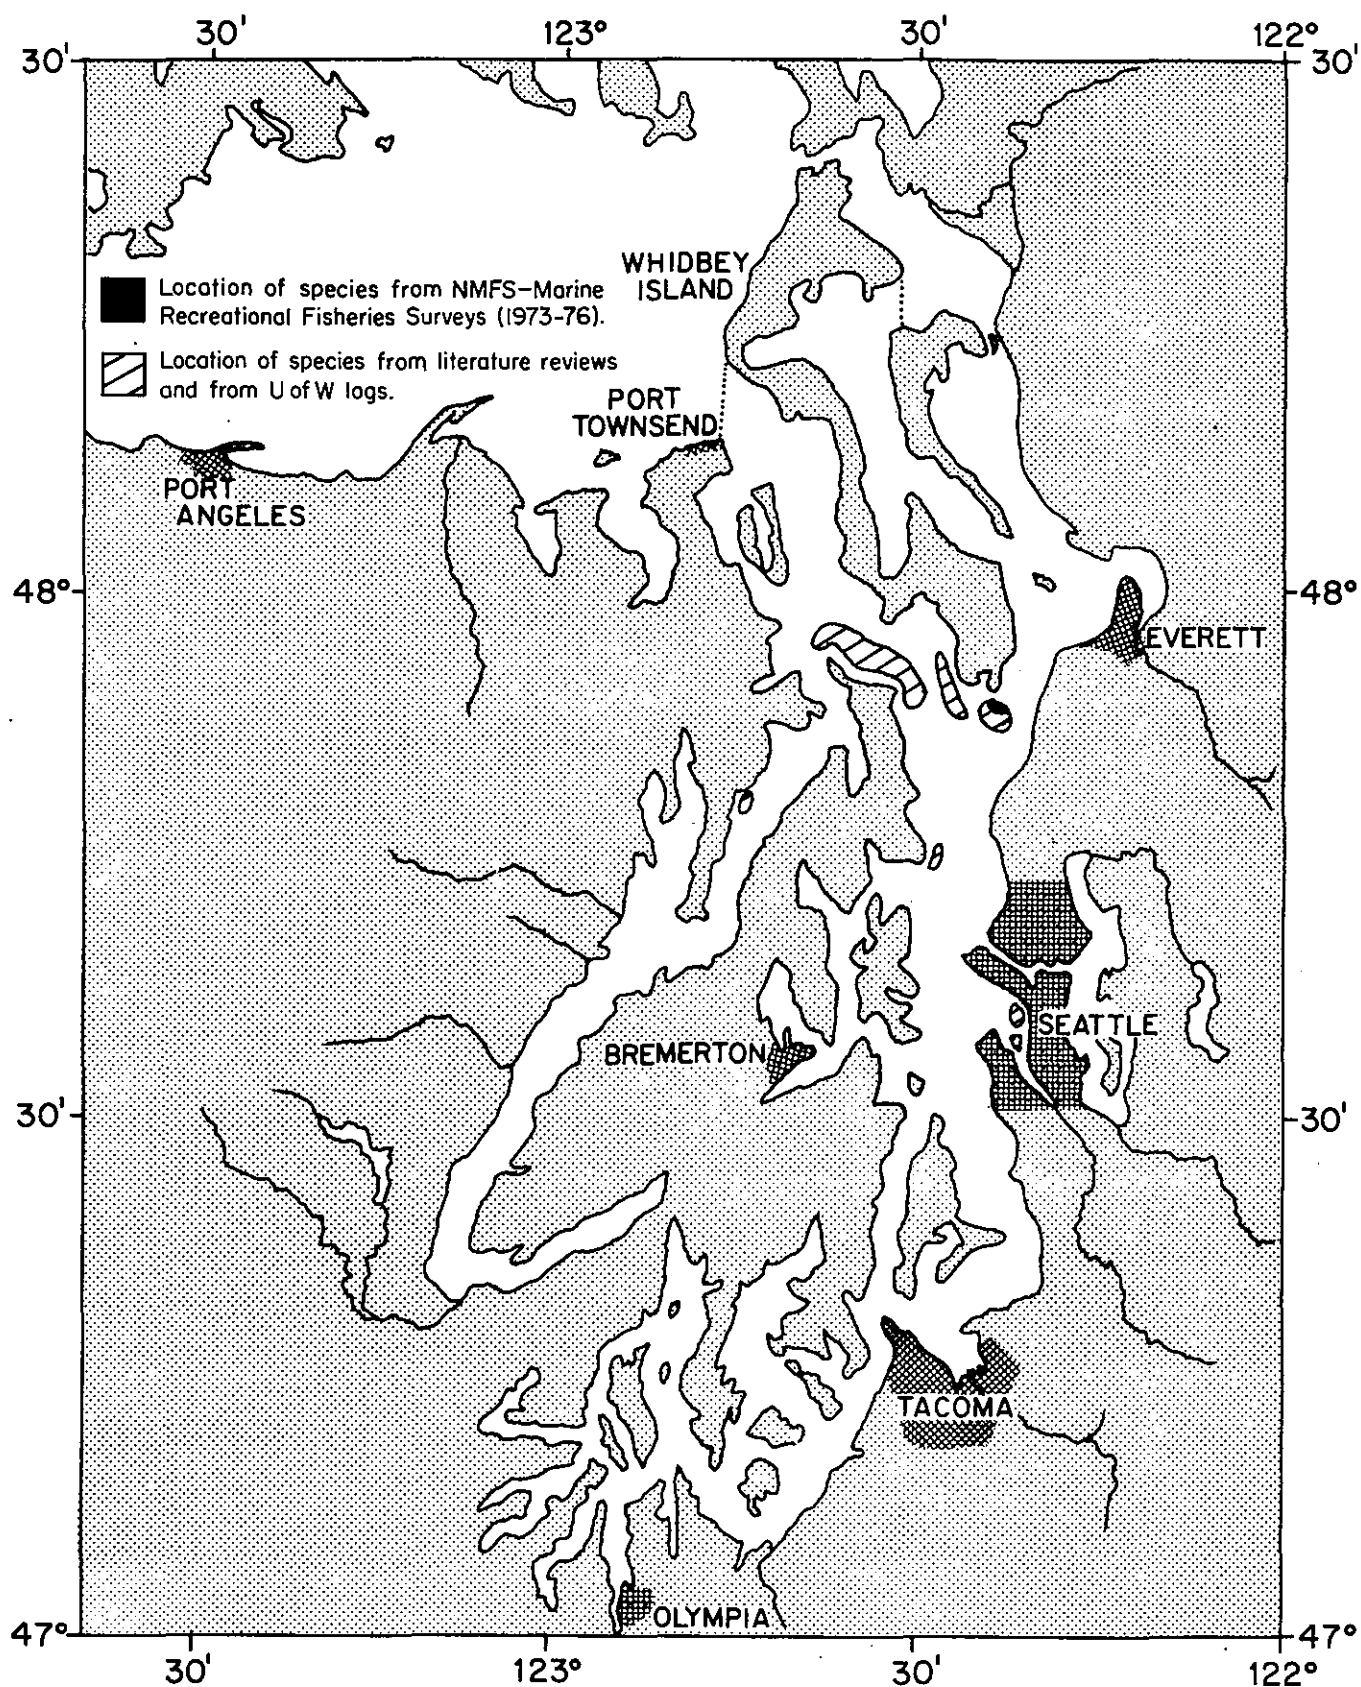 30' 123° 30' 122°
30' 30'
WHIDBEY
ISLAND
Location of species from NMFS-Marine
Recreational Fisheries Surveys (1973-76).
Location of species from literature reviews
and from U of W logs.
PORT
TOWNSEND
PORT
ANGELES
48° 48°
EVERETT
SEATTLE
BREMERTON
30' 30'
TACOMA
OLYMPIA
47° 47°
30' 123° 30' 122°